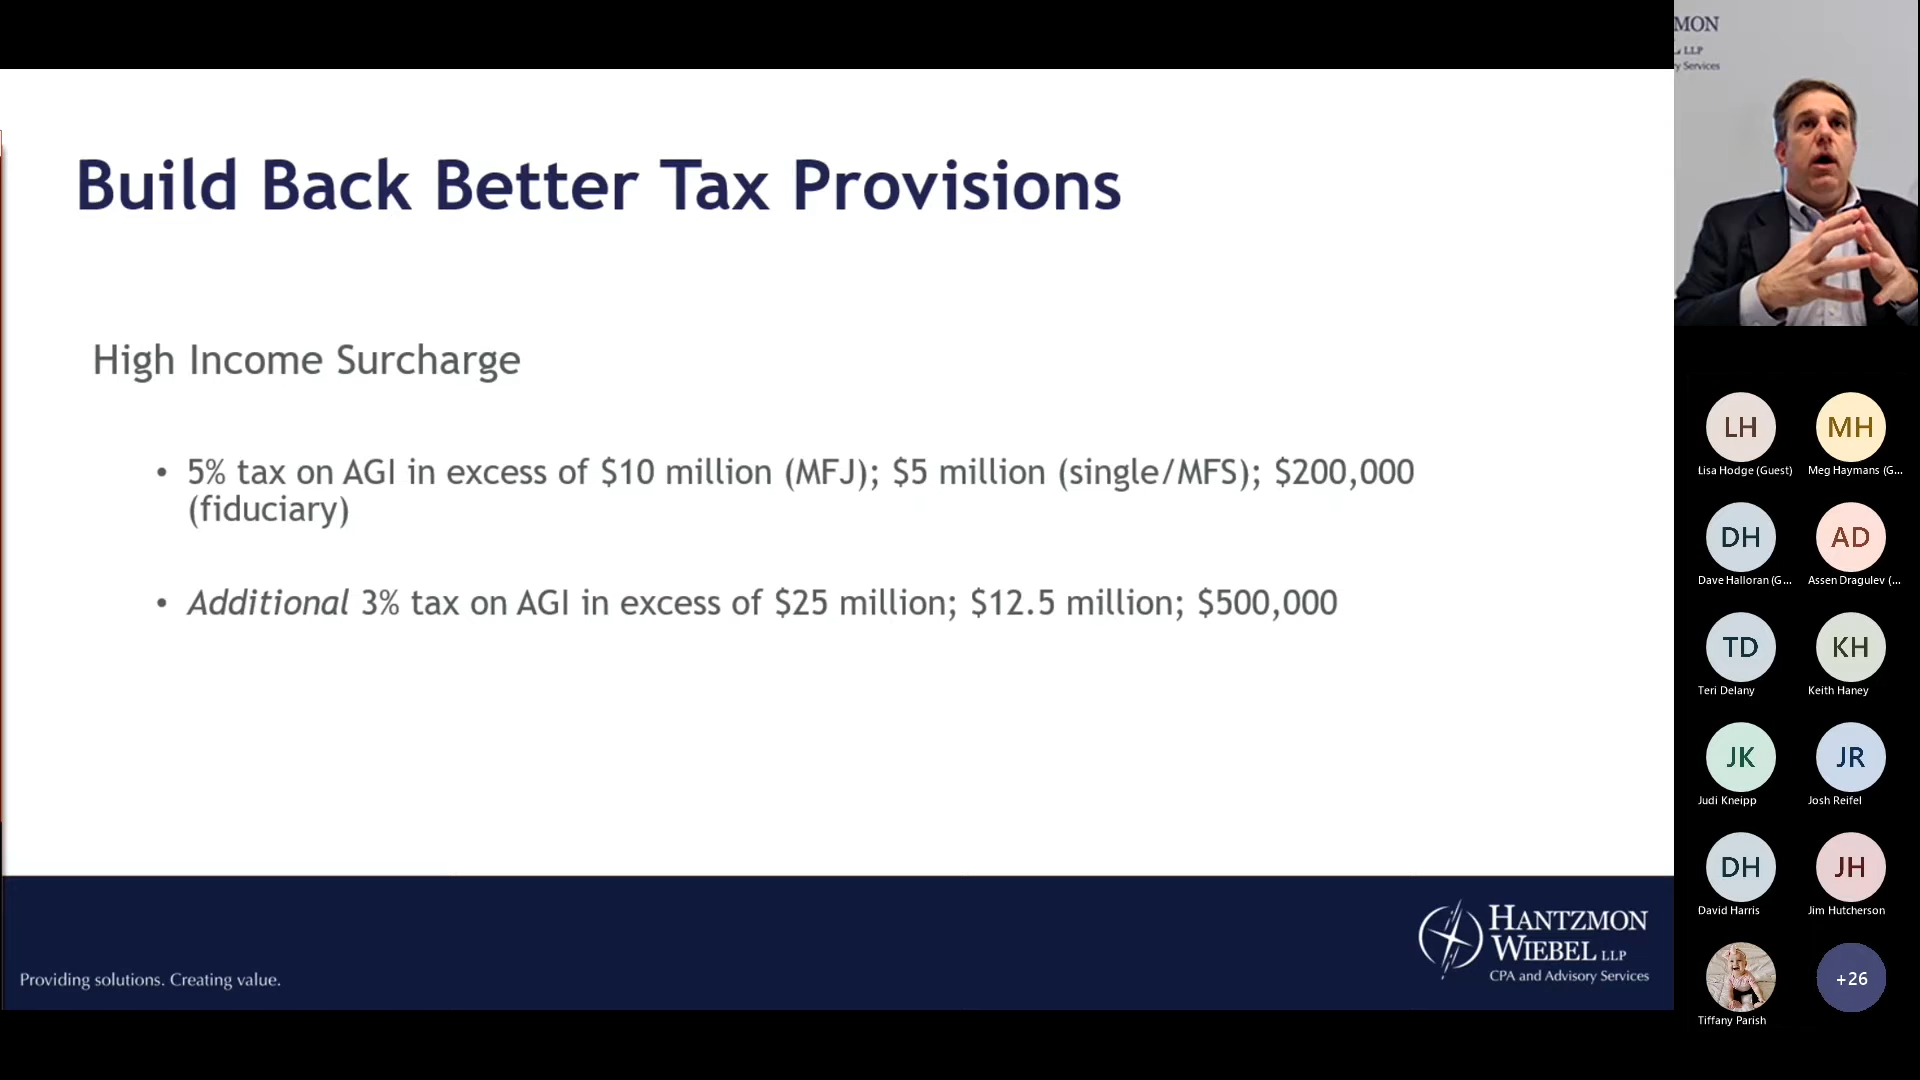 Build Back Better Tax Provisions
High Income Surcharge
• 5% tax on AGI in excess of $10 million (MFJ); $5 million (single/MFS); $200,000
(fiduciary)
• Additional 3% tax on AGI in excess of $25 million; $12.5 million; $500,000
Providing solutions. Creating value.
HANTZMON
WIEBEL LLP
CPA and Advisory Services
MON
LLP
y Services
LH
MH
Lisa Hodge (Guest)
Meg Haymans (G...
DH
AD
Dave Halloran (G...
Assen Dragulev (...
TD
KH
Teri Delany
Keith Haney
JK
JR
Judi Kneipp
Josh Reifel
DH
JH
David Harris
Jim Hutcherson
+26
Tiffany Parish